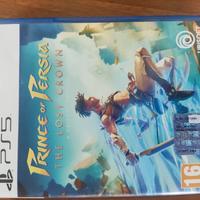 PS5
PRINCE OF PERSIA
THE LOST CROWN
16